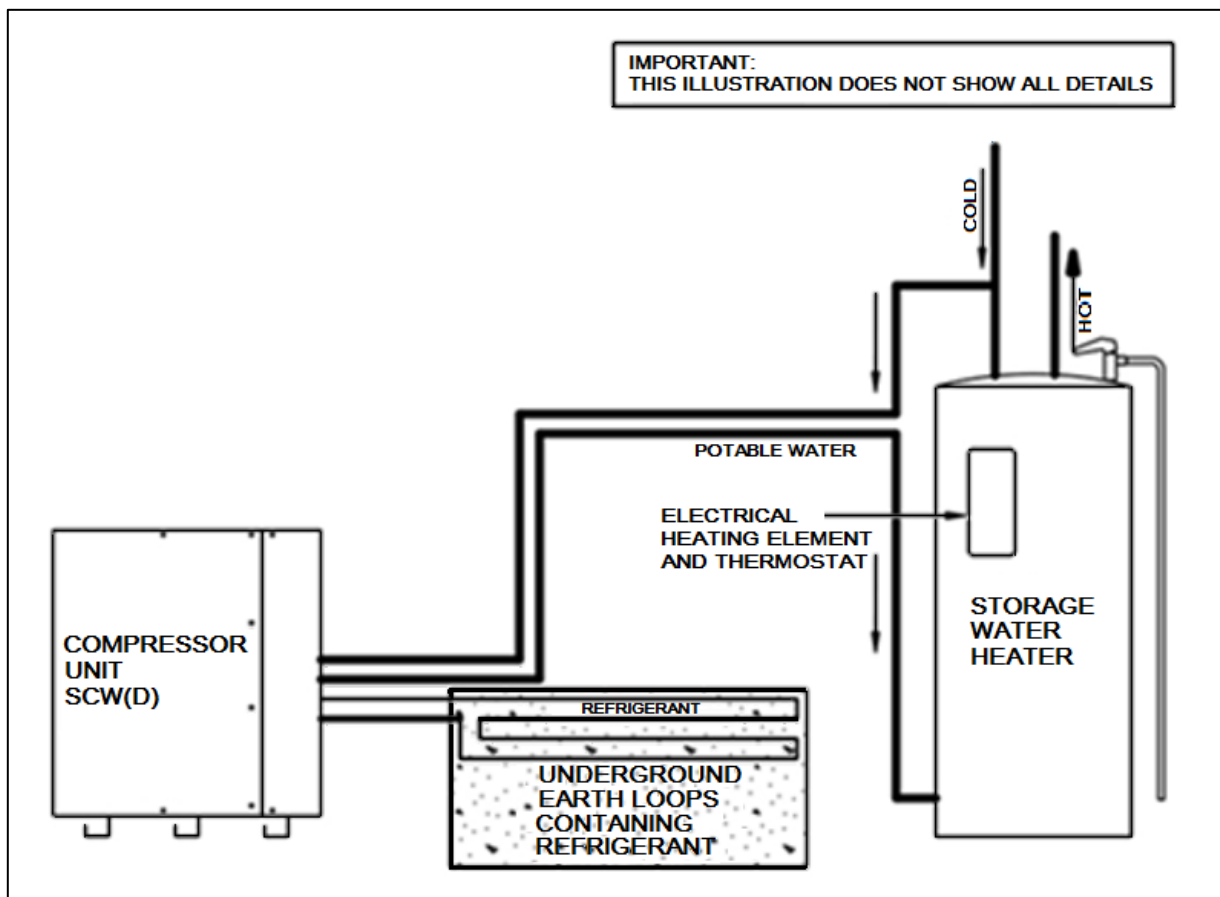 IMPORTANT:
THIS ILLUSTRATION DOES NOT SHOW ALL DETAILS
COLD
HOT
POTABLE WATER
ELECTRICAL
HEATING ELEMENT
AND THERMOSTAT
STORAGE
WATER
HEATER
COMPRESSOR
UNIT
SCW(D)
REFRIGERANT
UNDERGROUND
EARTH LOOPS
CONTAINING
REFRIGERANT